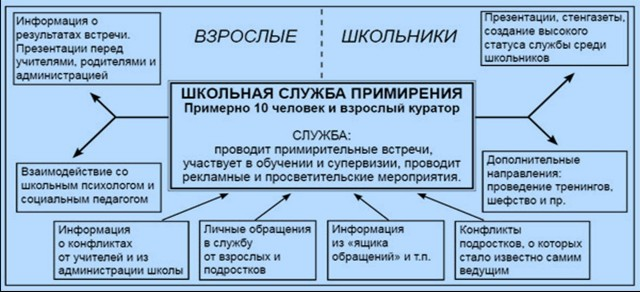 Информация о
результатах встречи.
Презентации перед
учителями, родителями и
администрацией
ВЗРОСЛЫЕ
ШКОЛЬНИКИ
Презентации, стенгазеты,
создание высокого
статуса службы среди
школьников
ШКОЛЬНАЯ СЛУЖБА ПРИМИРЕНИЯ
Примерно 10 человек и взрослый куратор
СЛУЖБА:
проводит примирительные встречи,
участвует в обучении и супервизии, проводит
рекламные и просветительские мероприятия.
Взаимодействие со
школьным психологом и
социальным педагогом
Дополнительные
направления:
проведение тренингов,
шефство и пр.
Информация
о конфликтах
от учителей и из
администрации школы
Личные обращения
в службу
от взрослых и
подростков
Информация
из «ящика
обращений» и т.п.
Конфликты
подростков, о которых
стало известно самим
ведущим